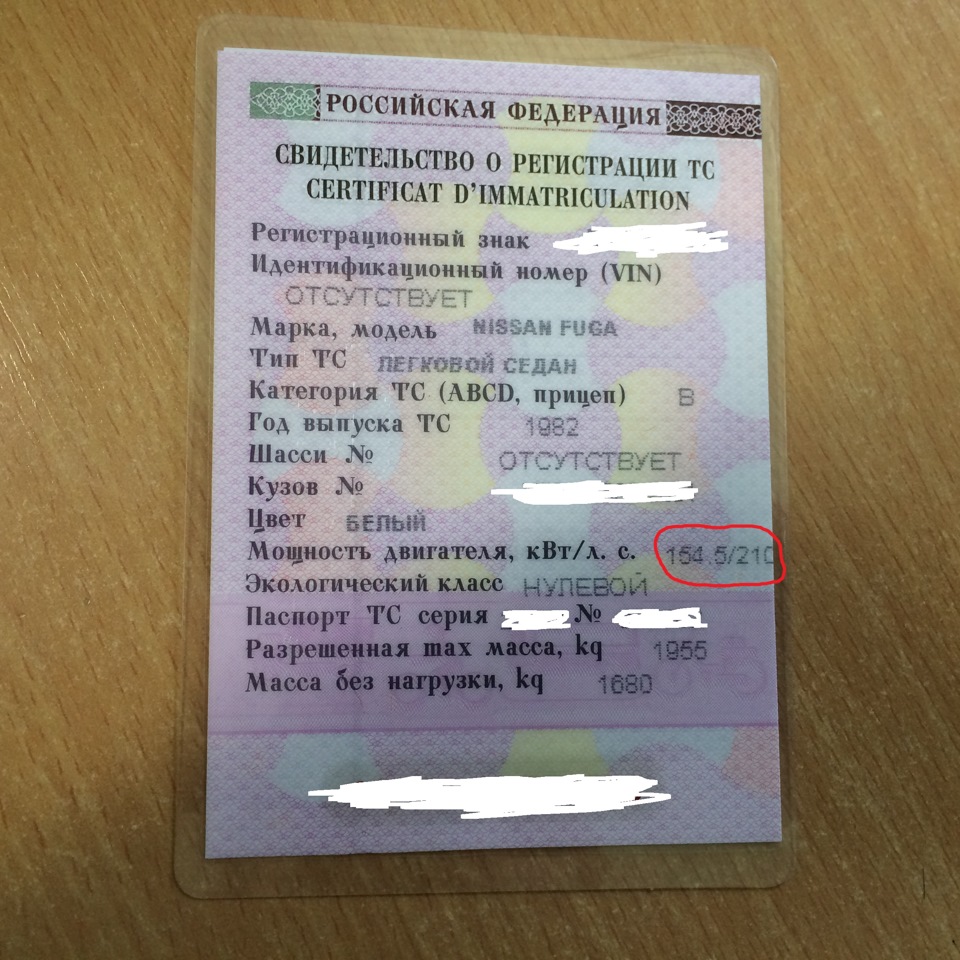 РОССИЙСКАЯ ФЕДЕРАЦИЯ
СВИДЕТЕЛЬСТВО О РЕГИСТРАЦИИ ТС
CERTIFICAT D'IMMATRICULATION
Регистрационный знак
Идентификационный номер (VIN)
ОТСУТСТВУЕТ
Марка, модель NISSAN FUGA
Тип ТС ЛЕГКОВОЙ СЕДАН
Категория ТС (ABCD, прицеп) B
Год выпуска ТС 1982
Шасси № ОТСУТСТВУЕТ
Кузов №
Цвет БЕЛЫЙ
Мощность двигателя, кВт/л. с. 154.5/210
Экологический класс НУЛЕВОЙ
Паспорт ТС серия №
Разрешенная max масса, kq 1955
Масса без нагрузки, kq 1680